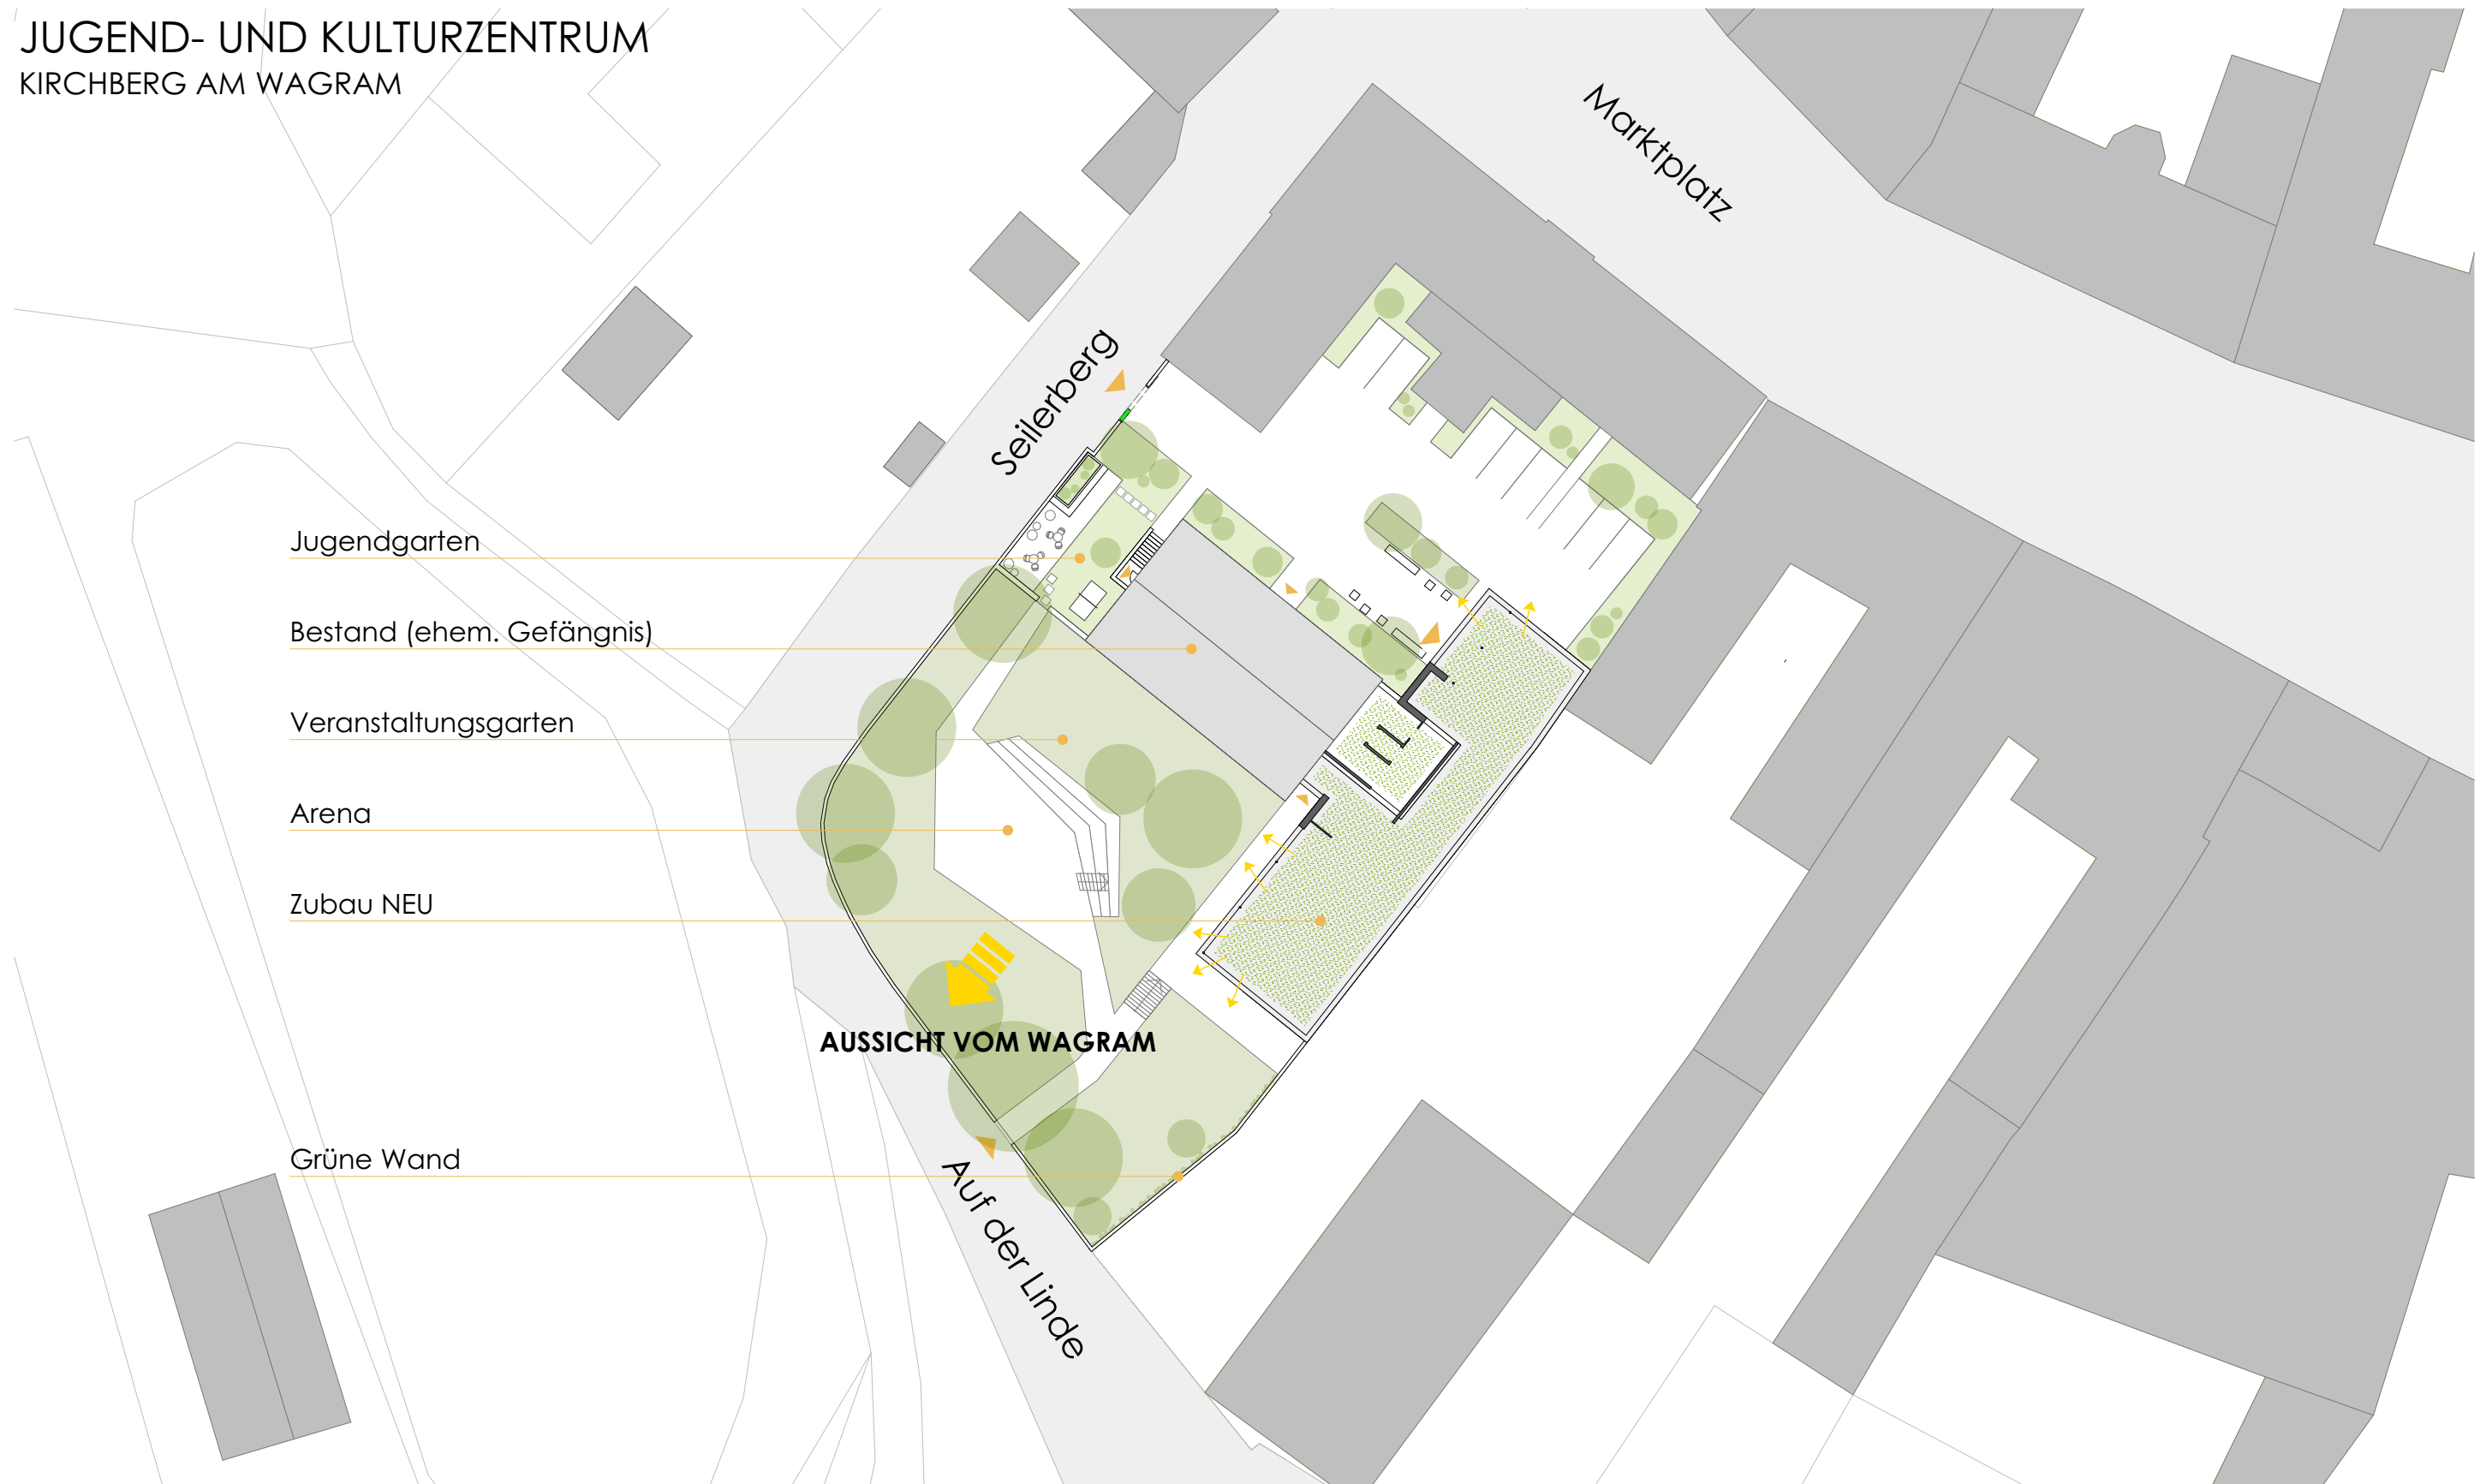 JUGEND- UND KULTURZENTRUM
KIRCHBERG AM WAGRAM
Marktplatz
Seilerberg
Jugendgarten
Bestand (ehem. Gefängnis)
Veranstaltungsgarten
Arena
Zubau NEU
AUSSICHT VOM WAGRAM
Grüne Wand
Auf der Linde